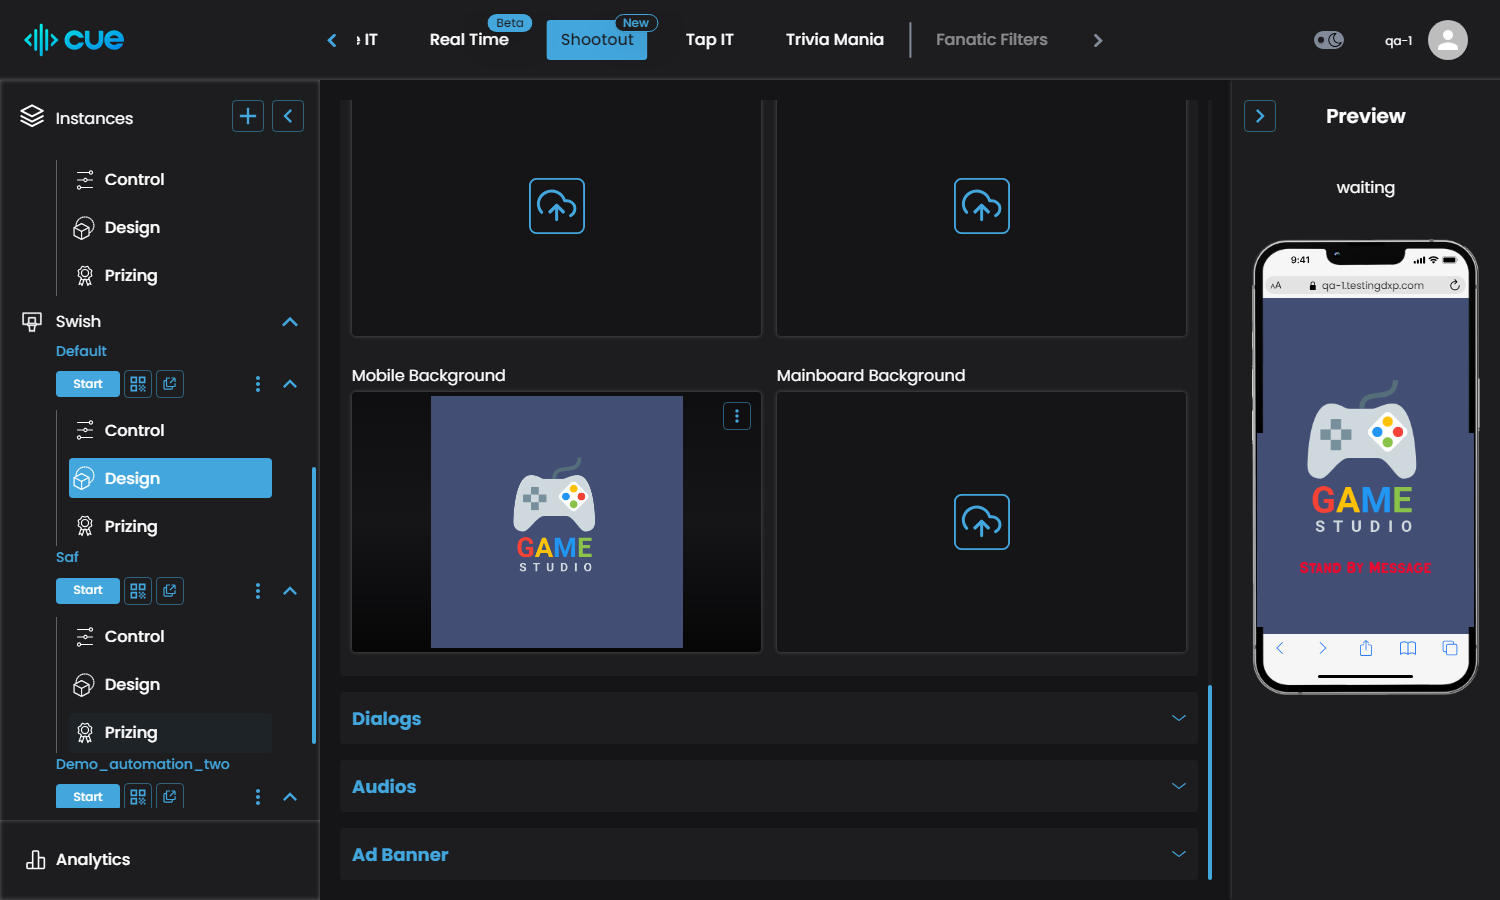 cue
IT
Real Time
Beta
Shootout
New
Tap IT
Trivia Mania
Fanatic Filters
qa-1
Instances
Control
Design
Prizing
Swish
Default
Start
Control
Design
Prizing
Saf
Start
Control
Design
Prizing
Demo_automation_two
Start
Analytics
Mobile Background
Mainboard Background
GAME
STUDIO
Dialogs
Audios
Ad Banner
Preview
waiting
9:41
AA
qa-1.testingdxp.com
GAME
STUDIO
Stand By Message